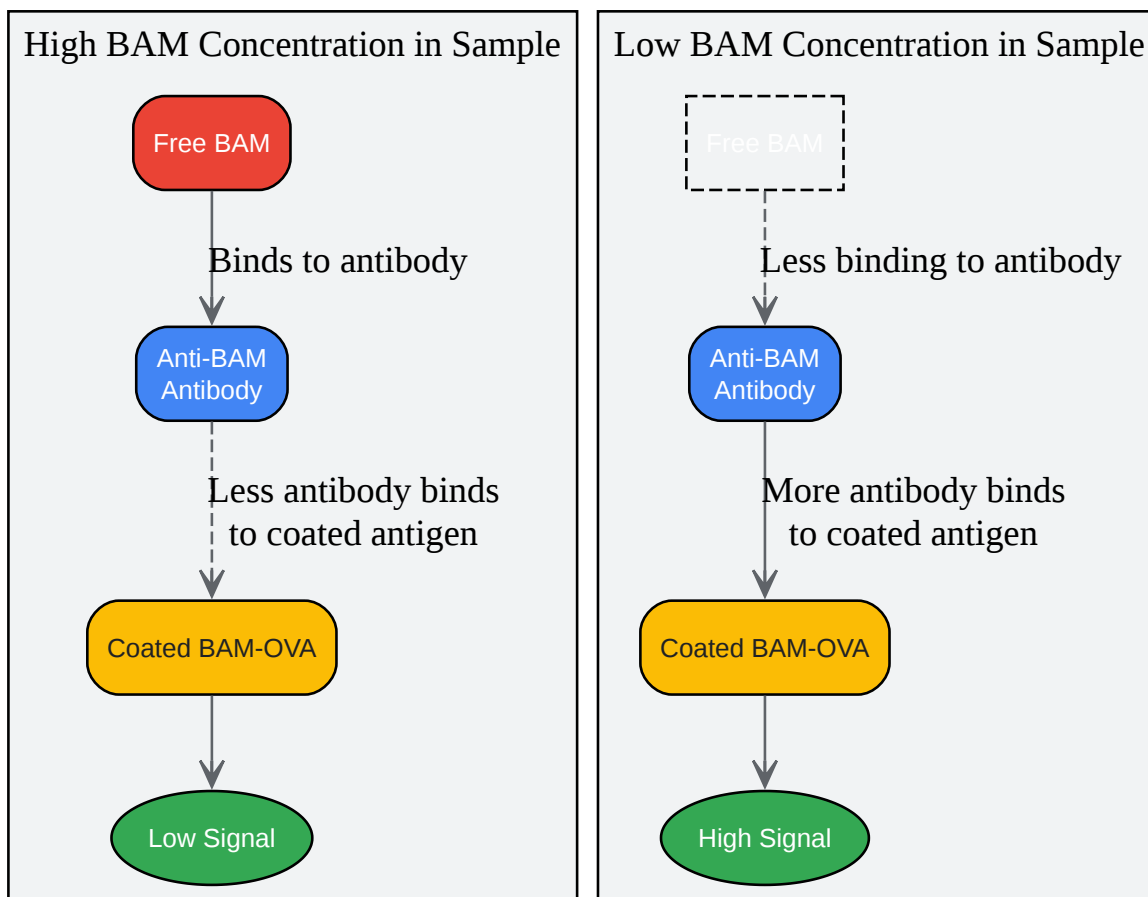 High BAM Concentration in Sample
Free BAM
Binds to antibody
Anti-BAM
Antibody
Less antibody binds
to coated antigen
Coated BAM-OVA
Low Signal
Low BAM Concentration in Sample
Free BAM
Less binding to antibody
Anti-BAM
Antibody
More antibody binds
to coated antigen
Coated BAM-OVA
High Signal